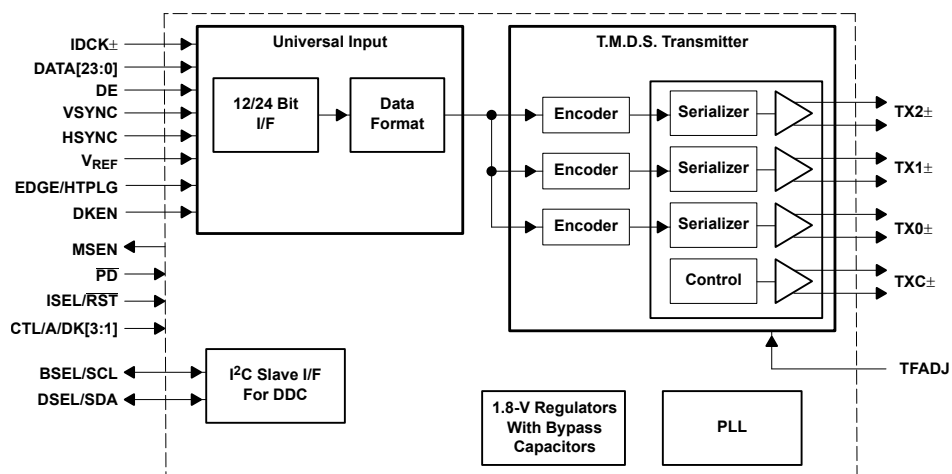 Universal Input
T.M.D.S. Transmitter
IDCK±
DATA[23:0]
DE
VSYNC
HSYNC
VREF
EDGE/HTPLG
DKEN
MSEN
P̅D̅
ISEL/R̅S̅T̅
CTL/A/DK[3:1]
BSEL/SCL
DSEL/SDA
12/24 Bit
I/F
Data
Format
Encoder
Serializer
TX2±
Encoder
Serializer
TX1±
Encoder
Serializer
TX0±
Control
TXC±
TFADJ
I2C Slave I/F
For DDC
1.8-V Regulators
With Bypass
Capacitors
PLL